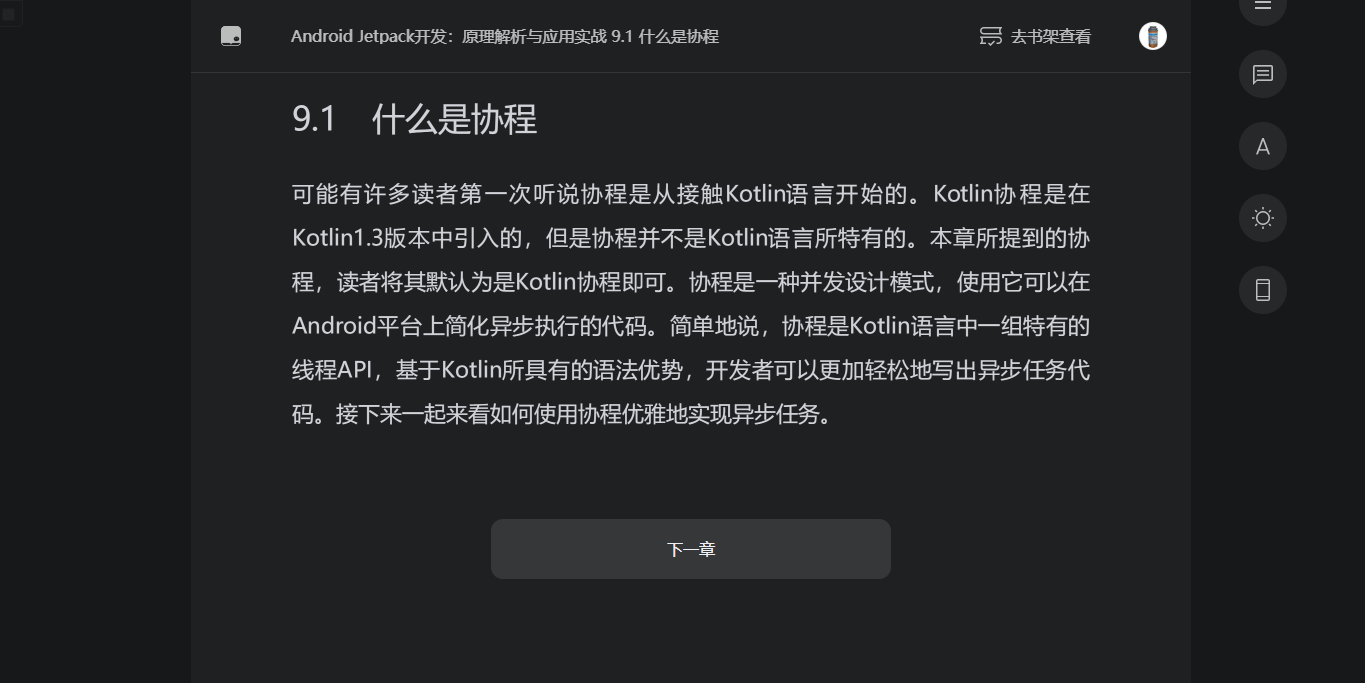 Android Jetpack开发：原理解析与应用实战 9.1 什么是协程
去书架查看
9.1 什么是协程
可能有许多读者第一次听说协程是从接触Kotlin语言开始的。Kotlin协程是在
Kotlin1.3版本中引入的，但是协程并不是Kotlin语言所特有的。本章所提到的协
程，读者将其默认为是Kotlin协程即可。协程是一种并发设计模式，使用它可以在
Android平台上简化异步执行的代码。简单地说，协程是Kotlin语言中一组特有的
线程API，基于Kotlin所具有的语法优势，开发者可以更加轻松地写出异步任务代
码。接下来一起来看如何使用协程优雅地实现异步任务。
下一章
A